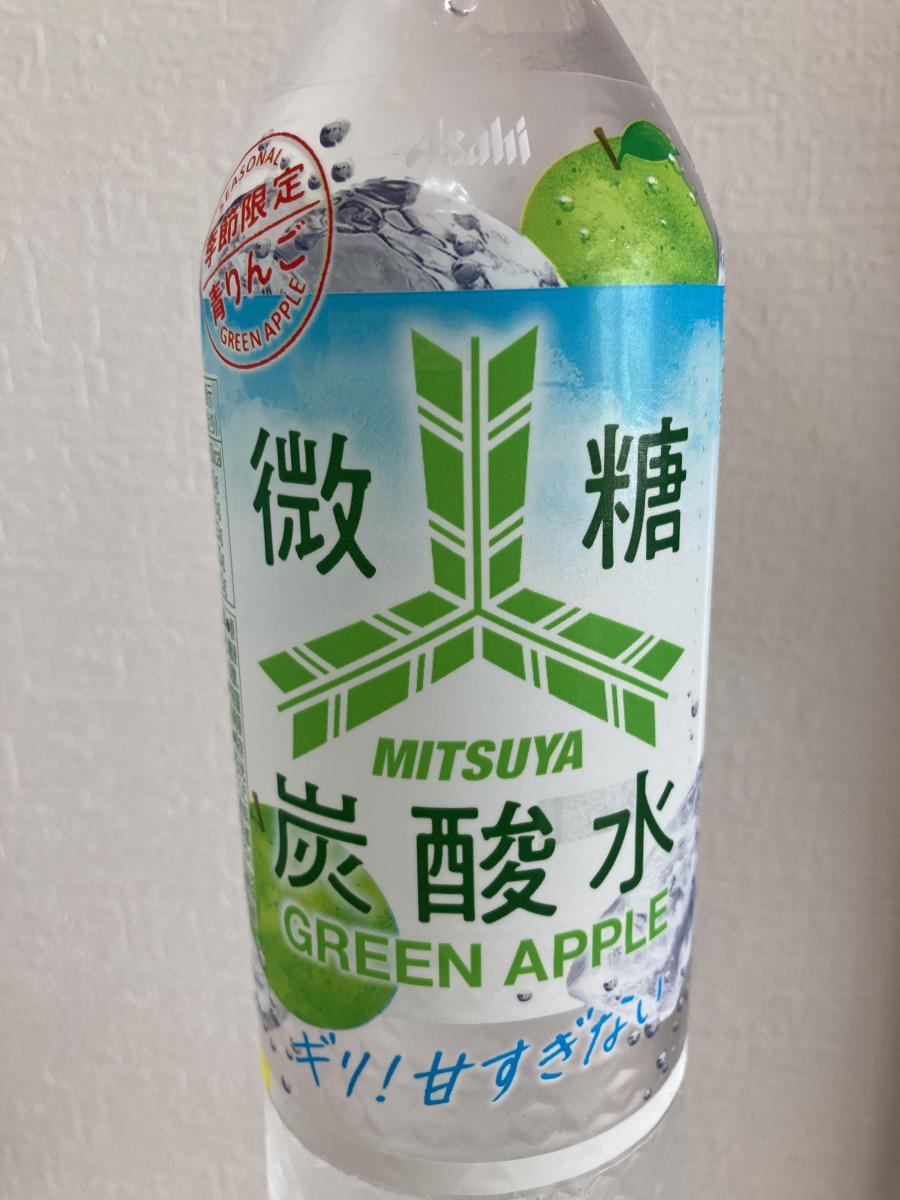 Asahi
SEASONAL
季節限定
青りんご
GREEN APPLE
微糖
MITSUYA
炭酸水
GREEN APPLE
ギリ!甘すぎない